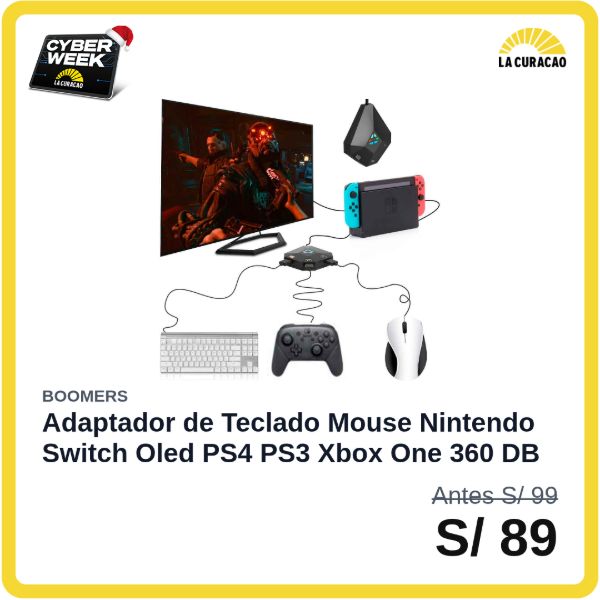 CYBER
WEEK
LA CURACAO
LA CURACAO
BOOMERS
Adaptador de Teclado Mouse Nintendo
Switch Oled PS4 PS3 Xbox One 360 DB
Antes S/ 99
S/ 89